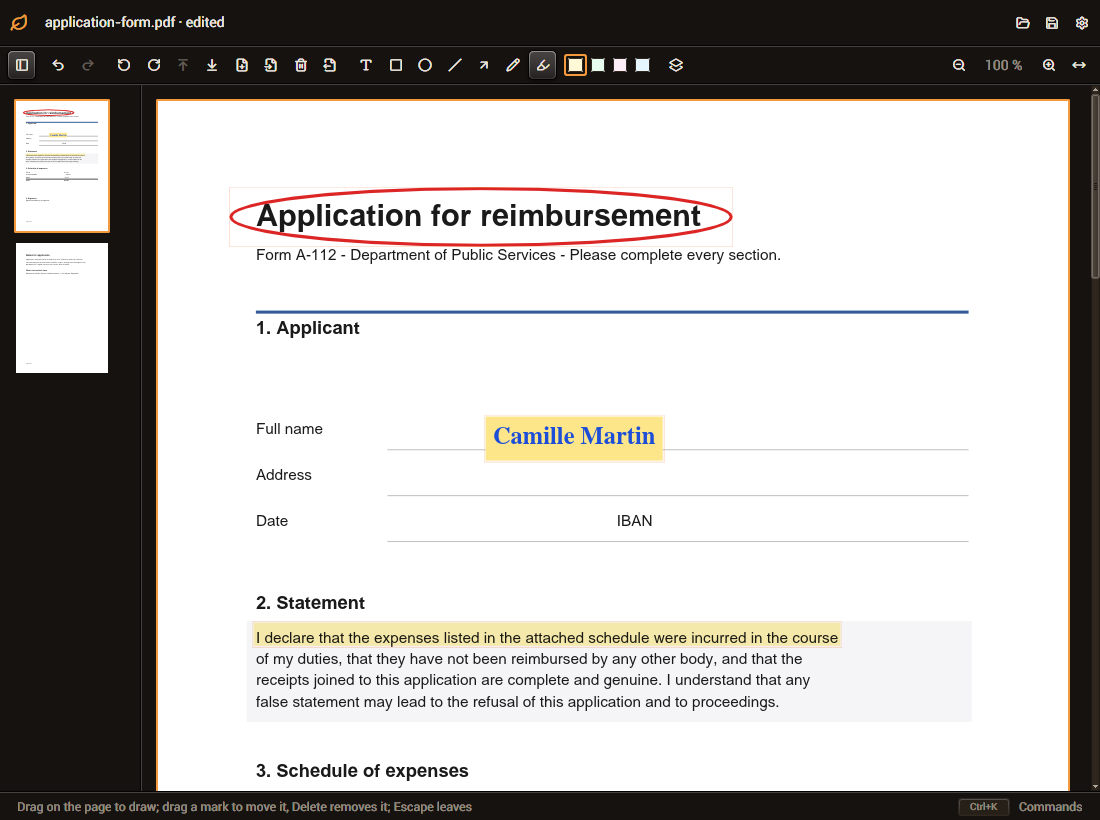 application-form.pdf · edited
100 %
Application for reimbursement
Form A-112 - Department of Public Services - Please complete every section.
1. Applicant
Full name
Camille Martin
Address
Date IBAN
2. Statement
I declare that the expenses listed in the attached schedule were incurred in the course
of my duties, that they have not been reimbursed by any other body, and that the
receipts joined to this application are complete and genuine. I understand that any
false statement may lead to the refusal of this application and to proceedings.
3. Schedule of expenses
Drag on the page to draw; drag a mark to move it, Delete removes it; Escape leaves
Ctrl+K Commands